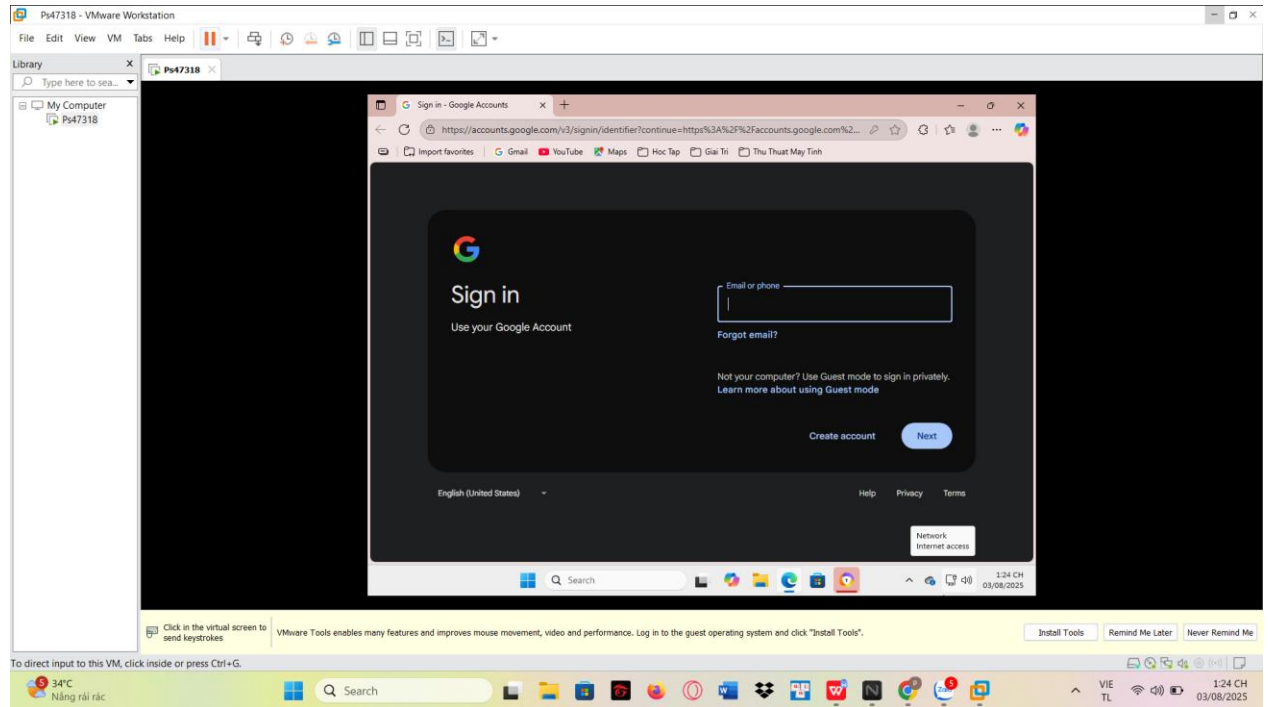 Ps47318 - VMware Workstation
File Edit View VM Tabs Help
Library X
Type here to sea...
My Computer
Ps47318
Ps47318
Sign in - Google Accounts
https://accounts.google.com/v3/signin/identifier?continue=https%3A%2F%2Faccounts.google.com%2...
Import favorites Gmail YouTube Maps Hoc Tap Giai Tri Thu Thuat May Tinh
Sign in
Use your Google Account
Email or phone
Forgot email?
Not your computer? Use Guest mode to sign in privately.
Learn more about using Guest mode
Create account Next
English (United States) Help Privacy Terms
Network
Internet access
Search
1:24 CH
03/08/2025
Click in the virtual screen to
send keystrokes
VMware Tools enables many features and improves mouse movement, video and performance. Log in to the guest operating system and click "Install Tools".
Install Tools Remind Me Later Never Remind Me
To direct input to this VM, click inside or press Ctrl+G.
5
34°C
Nắng rải rác
Search
Zalo
5
VIE
TL
1:24 CH
03/08/2025